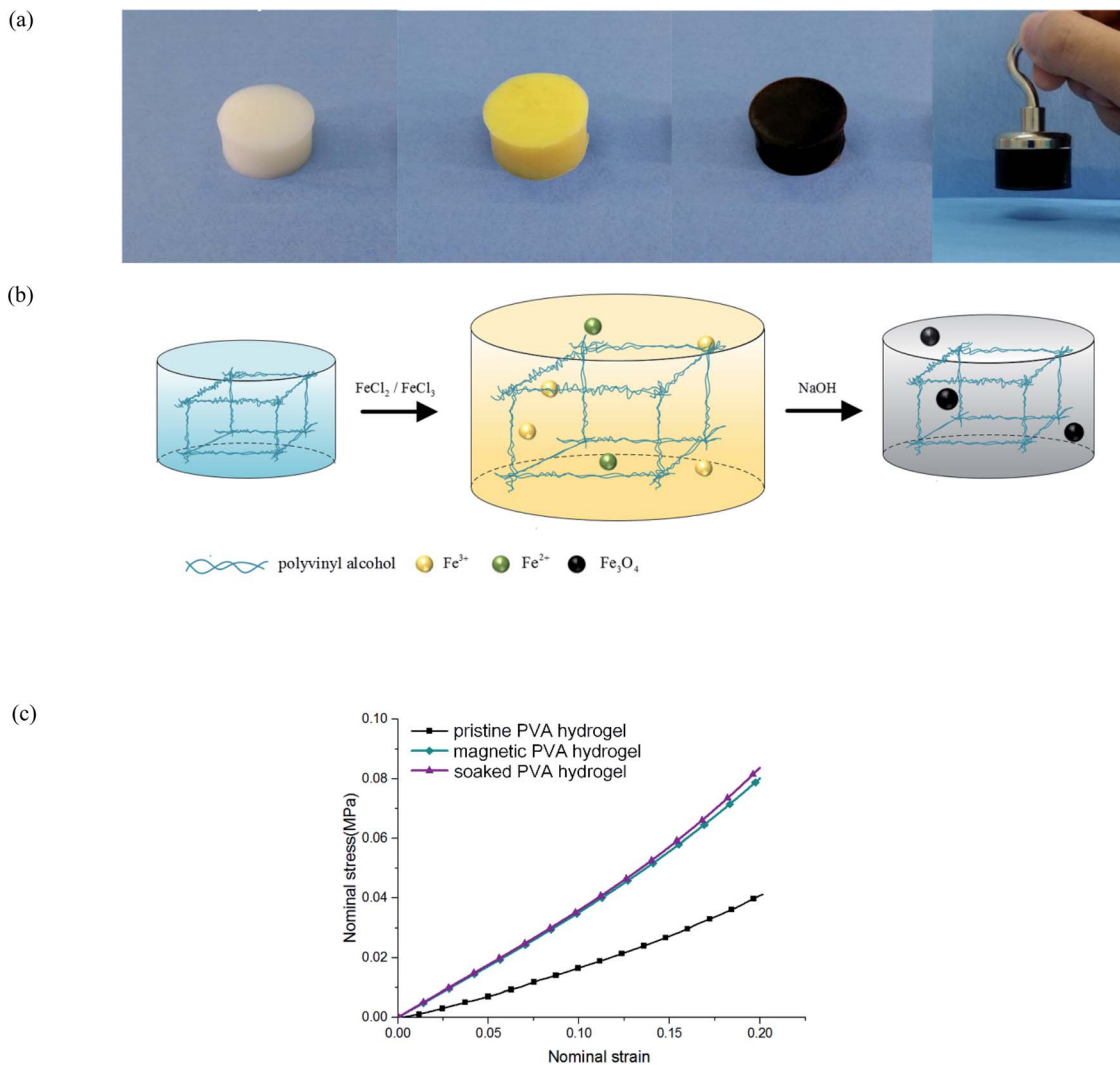 (a)
(b)
FeCl₂ / FeCl₃
NaOH
polyvinyl alcohol
Fe³⁺
Fe²⁺
Fe₃O₄
(c)
0.10
0.08
0.06
0.04
0.02
0.00
Nominal stress(MPa)
pristine PVA hydrogel
magnetic PVA hydrogel
soaked PVA hydrogel
0.00 0.05 0.10 0.15 0.20
Nominal strain